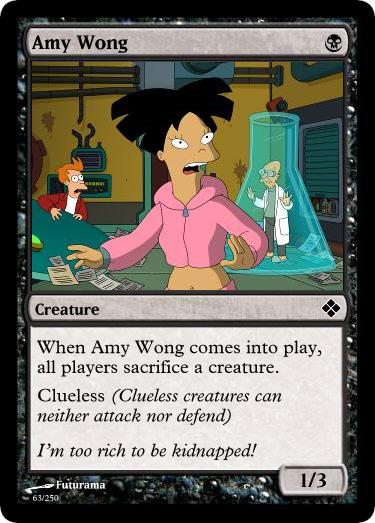 Amy Wong
Creature
When Amy Wong comes into play,
all players sacrifice a creature.
Clueless (Clueless creatures can
neither attack nor defend)
I'm too rich to be kidnapped!
1/3
Futurama
63/250